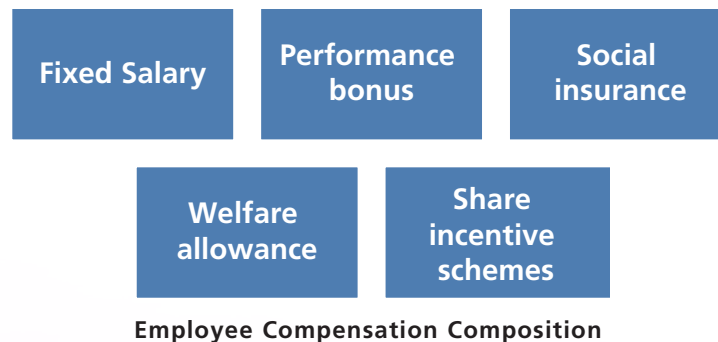 Fixed Salary
Performance
bonus
Social
insurance
Welfare
allowance
Share
incentive
schemes
Employee Compensation Composition